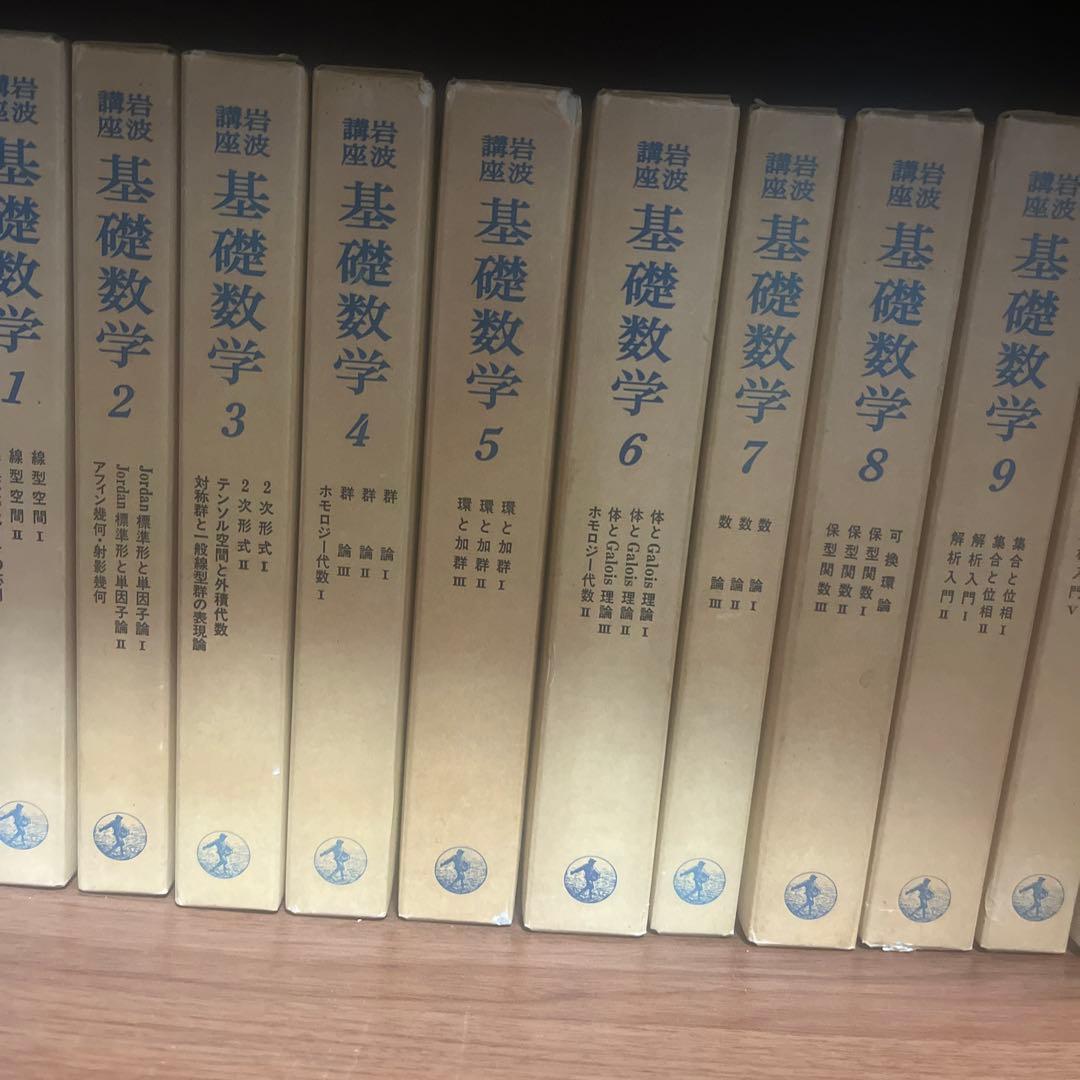 岩波
講座
基礎数学
1
線型空間 I
線型空間 II
岩波
講座
基礎数学
2
Jordan 標準形と単因子論 I
Jordan 標準形と単因子論 II
アフィン幾何・射影幾何
岩波
講座
基礎数学
3
2次形式 I
2次形式 II
テンソル空間と外積代数
対称群と一般線型群の表現論
岩波
講座
基礎数学
4
群論 I
群論 II
群論 III
ホモロジー代数 I
岩波
講座
基礎数学
5
環と加群 I
環と加群 II
環と加群 III
岩波
講座
基礎数学
6
体とGalois理論 I
体とGalois理論 II
体とGalois理論 III
ホモロジー代数 II
岩波
講座
基礎数学
7
数論 I
数論 II
数論 III
岩波
講座
基礎数学
8
可換環論
保型関数 I
保型関数 II
保型関数 III
岩波
講座
基礎数学
9
集合と位相 I
集合と位相 II
解析入門 I
解析入門 II
入門 V